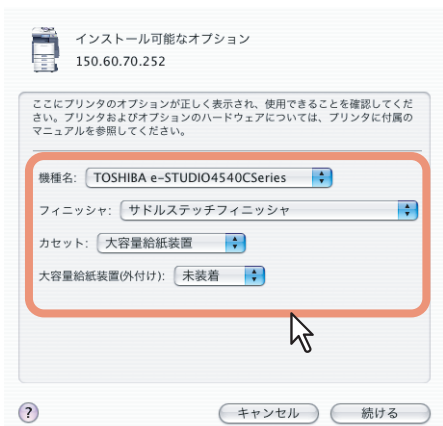 インストール可能なオプション
150.60.70.252
ここにプリンタのオプションが正しく表示され、使用できることを確認してくだ
さい。プリンタおよびオプションのハードウェアについては、プリンタに付属の
マニュアルを参照してください。
機種名: TOSHIBA e-STUDIO4540CSeries
フィニッシャ: サドルステッチフィニッシャ
カセット: 大容量給紙装置
大容量給紙装置(外付け): 未装着
? キャンセル 続ける